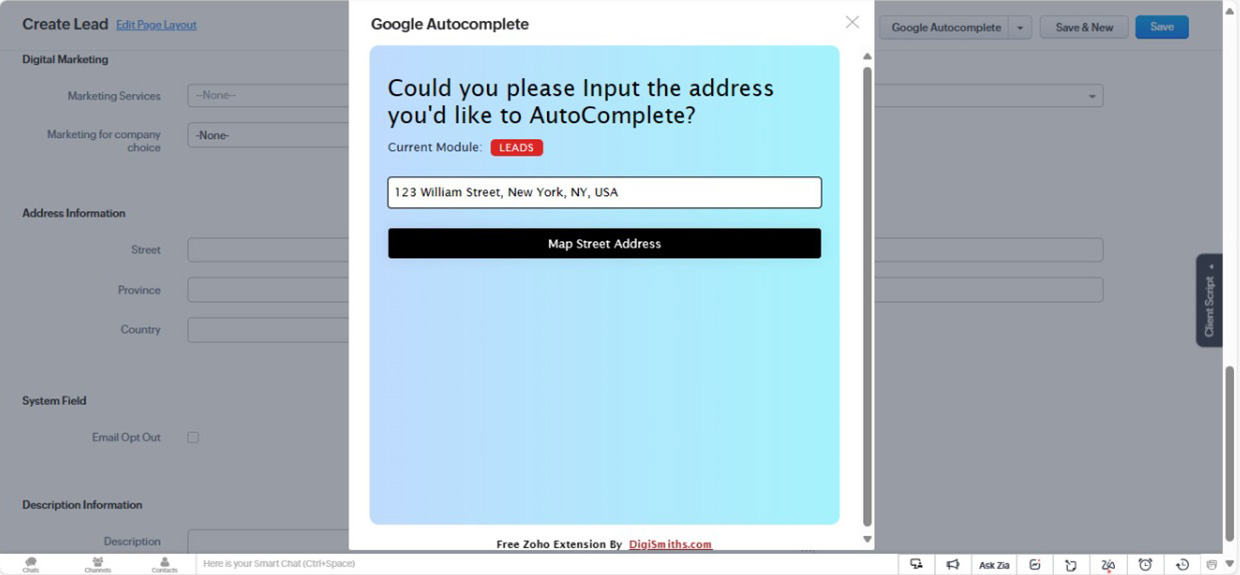 Create Lead Edit Page Layout
Google Autocomplete
Google Autocomplete
Save & New
Save
Digital Marketing
Marketing Services
--None--
Marketing for company
choice
-None-
Could you please Input the address
you'd like to AutoComplete?
Current Module: LEADS
123 William Street, New York, NY, USA
Map Street Address
Address Information
Street
Province
Country
Client Script
System Field
Email Opt Out
Description Information
Description
Free Zoho Extension By DigiSmiths.com
Chats
Channels
Contacts
Here is your Smart Chat (Ctrl+Space)
Ask Zia